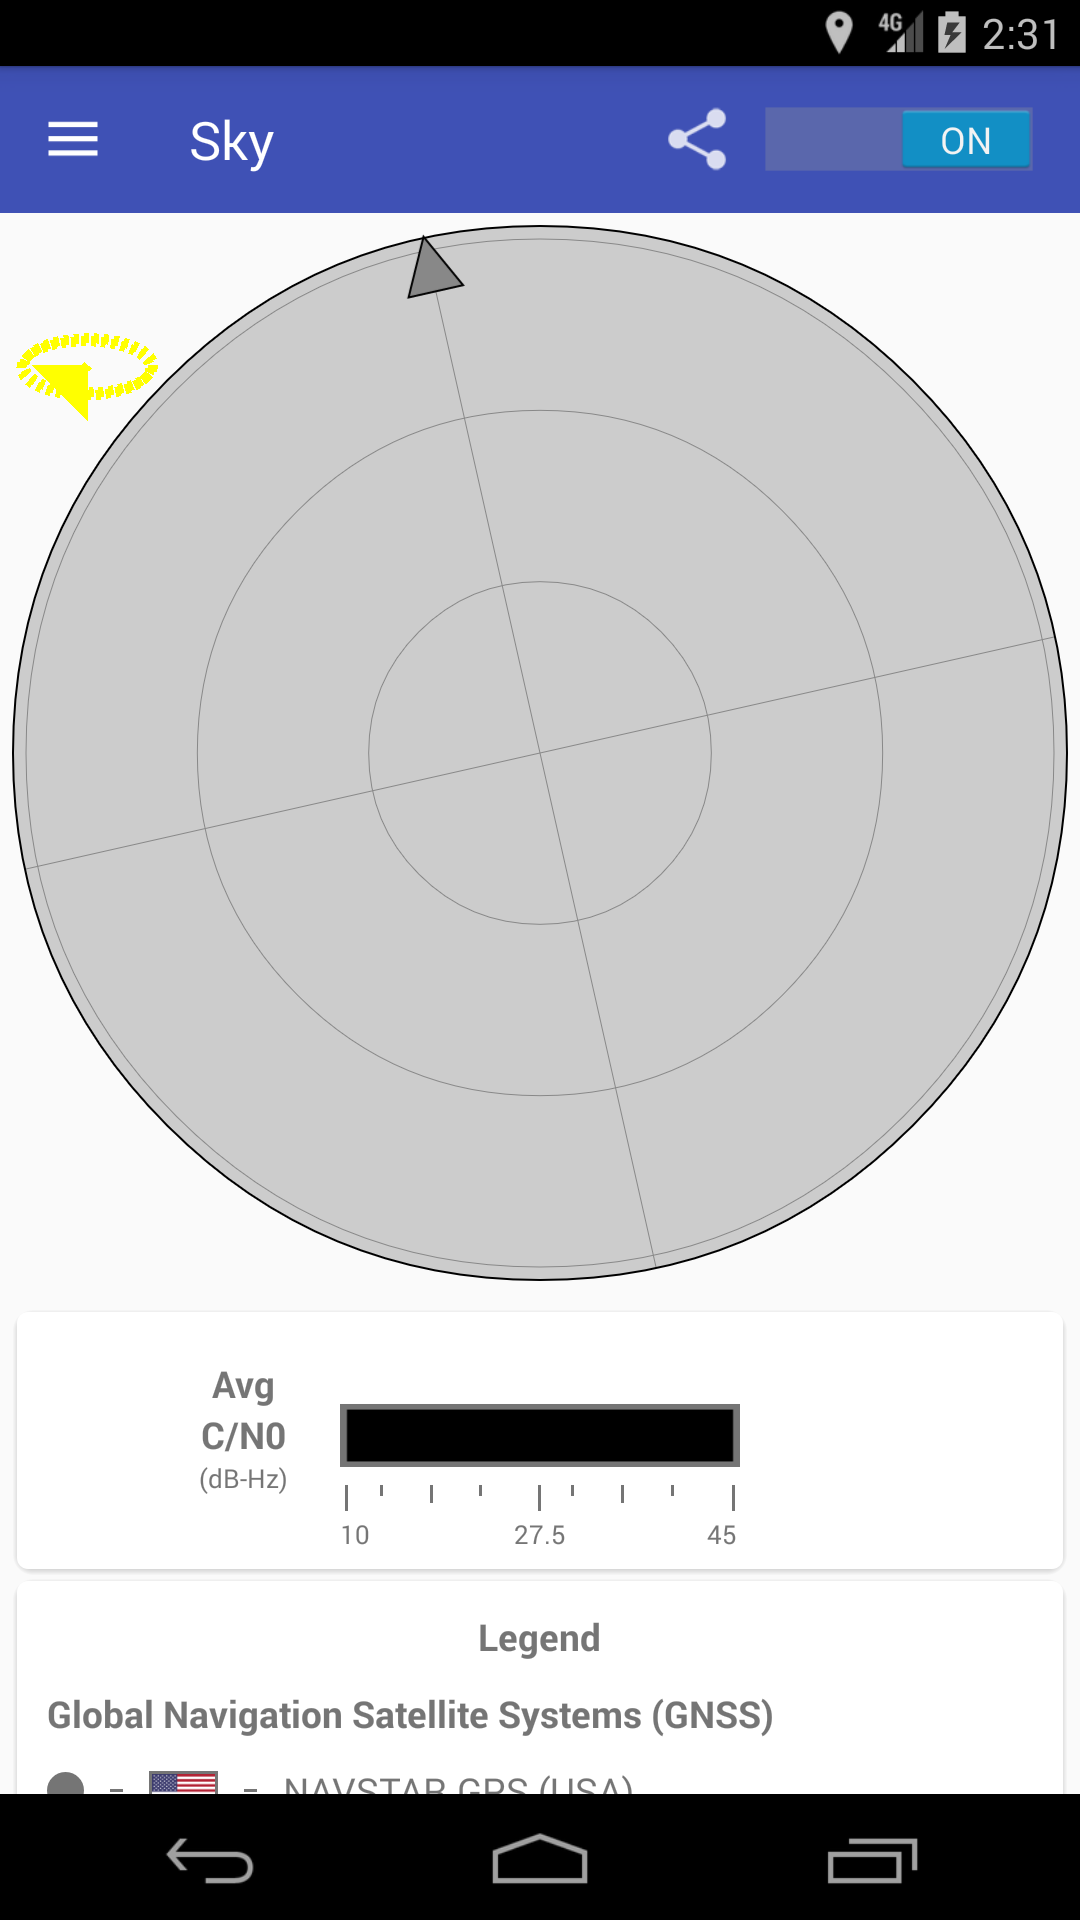 4G 2:31
Sky ON
Avg
C/N0
(dB-Hz)
10 27.5 45
Legend
Global Navigation Satellite Systems (GNSS)
- - NAVSTAR GPS (USA)